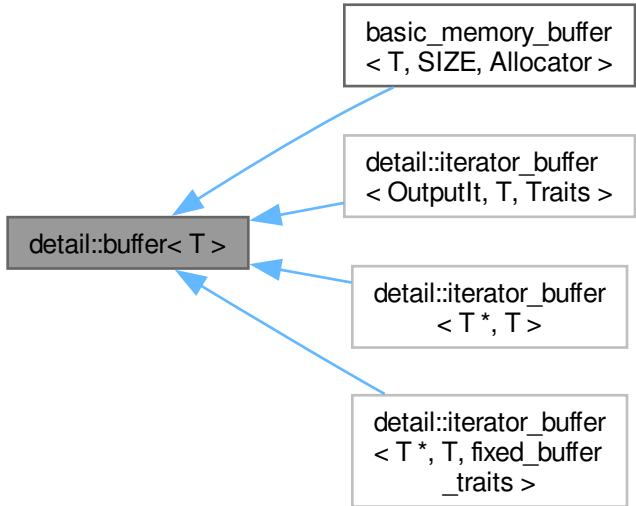 basic_memory_buffer
< T, SIZE, Allocator >
detail::iterator_buffer
< OutputIt, T, Traits >
detail::buffer< T >
detail::iterator_buffer
< T *, T >
detail::iterator_buffer
< T *, T, fixed_buffer
_traits >